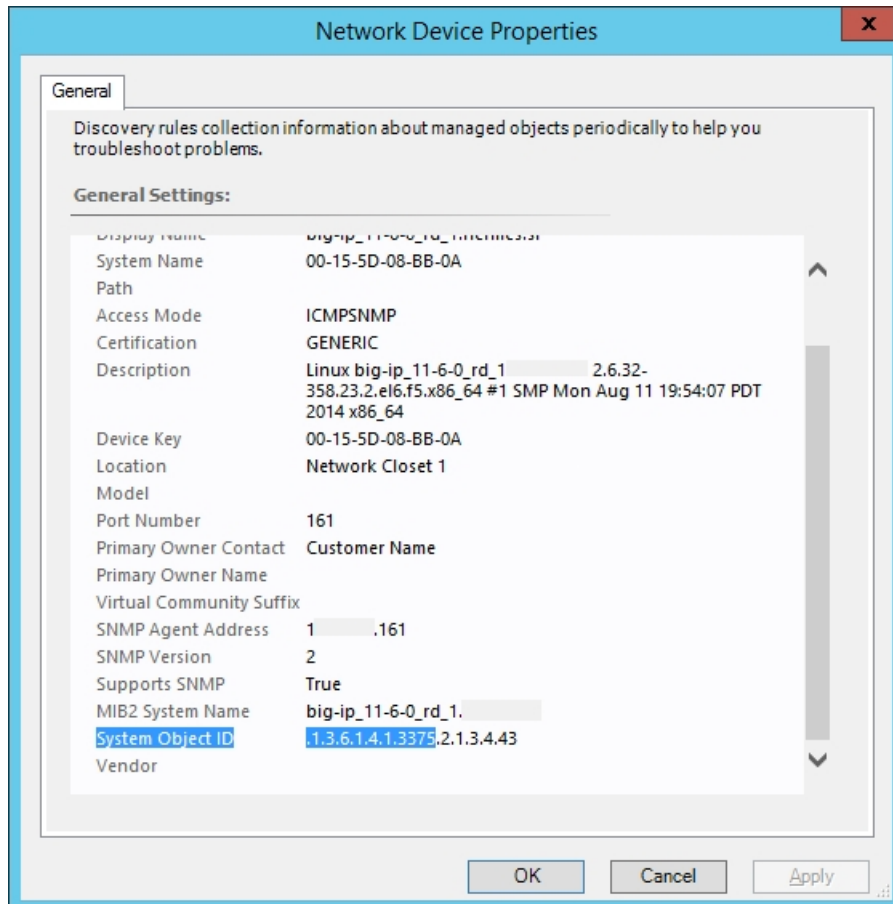 Network Device Properties
x
General
Discovery rules collection information about managed objects periodically to help you
troubleshoot problems.
General Settings:
Display Name
System Name 00-15-5D-08-BB-0A
Path
Access Mode ICMPSNMP
Certification GENERIC
Description Linux big-ip_11-6-0_rd_1 2.6.32-
358.23.2.el6.f5.x86_64 #1 SMP Mon Aug 11 19:54:07 PDT
2014 x86_64
Device Key 00-15-5D-08-BB-0A
Location Network Closet 1
Model
Port Number 161
Primary Owner Contact Customer Name
Primary Owner Name
Virtual Community Suffix
SNMP Agent Address 1 .161
SNMP Version 2
Supports SNMP True
MIB2 System Name big-ip_11-6-0_rd_1.
System Object ID .1.3.6.1.4.1.3375.2.1.3.4.43
Vendor
OK Cancel Apply